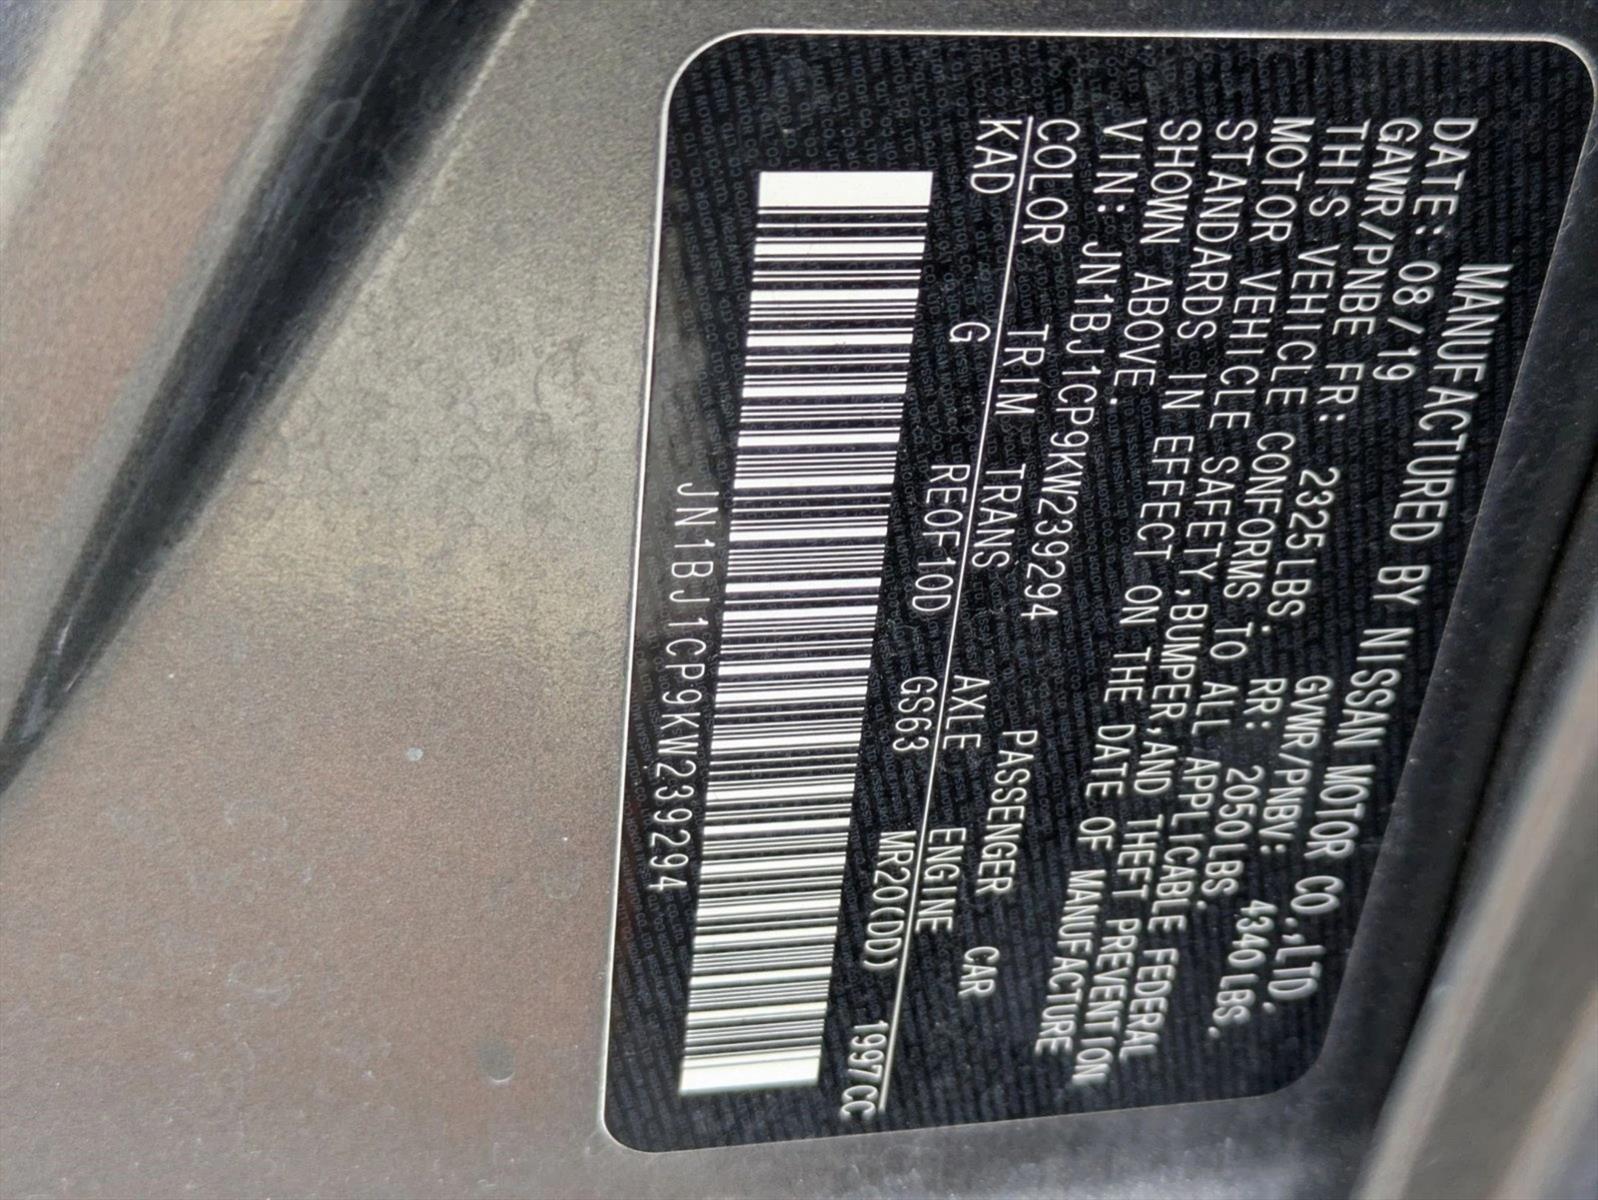 MANUFACTURED BY NISSAN MOTOR CO.,LTD.
DATE: 08/19 GVWR/PNBV: 4340LBS.
GAWR/PNBE FR: 2325LBS. RR: 2050LBS.
THIS VEHICLE CONFORMS TO ALL APPLICABLE FEDERAL
MOTOR VEHICLE SAFETY,BUMPER,AND THEFT PREVENTION
STANDARDS IN EFFECT ON THE DATE OF MANUFACTURE
SHOWN ABOVE.
VIN: JN1BJ1CP9KW239294 PASSENGER CAR
COLOR TRIM TRANS AXLE ENGINE
KAD G RE0F10D GS63 MR20(DD) 1997CC
JN1BJ1CP9KW239294